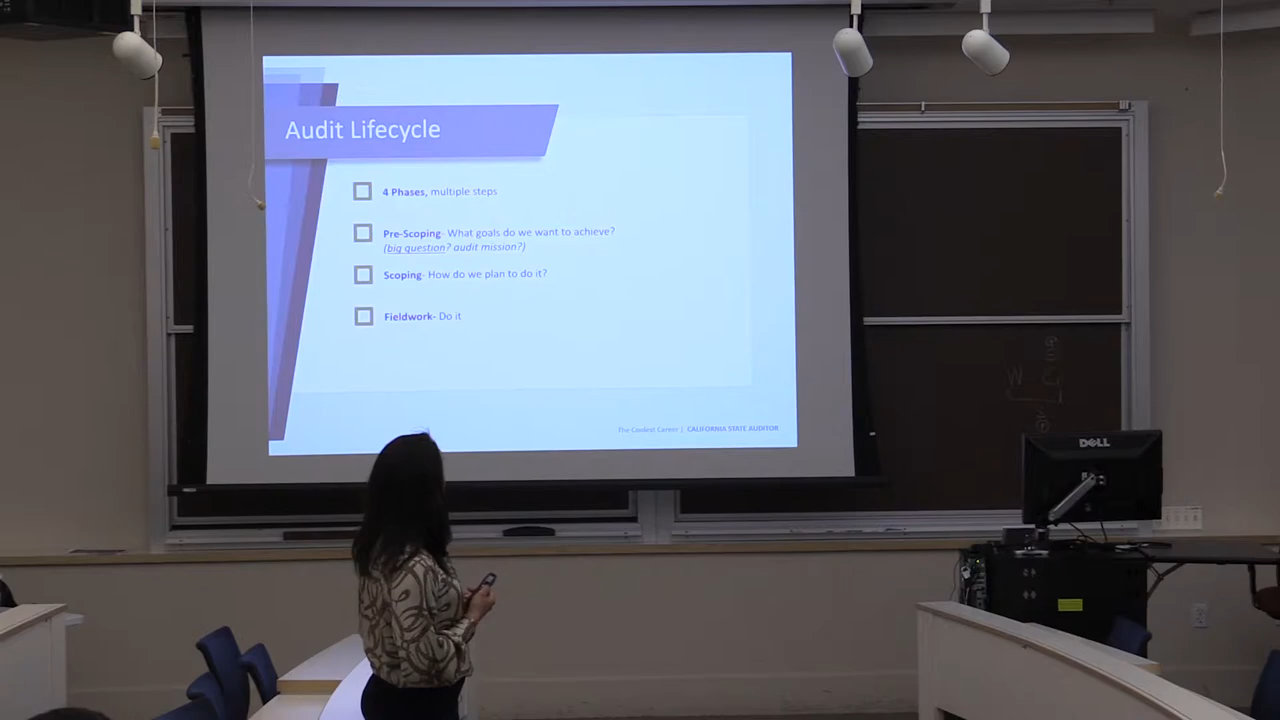 Audit Lifecycle
4 Phases, multiple steps
Pre-Scoping- What goals do we want to achieve?
(big question? audit mission?)
Scoping- How do we plan to do it?
Fieldwork- Do it
The Coolest Career | CALIFORNIA STATE AUDITOR
DELL